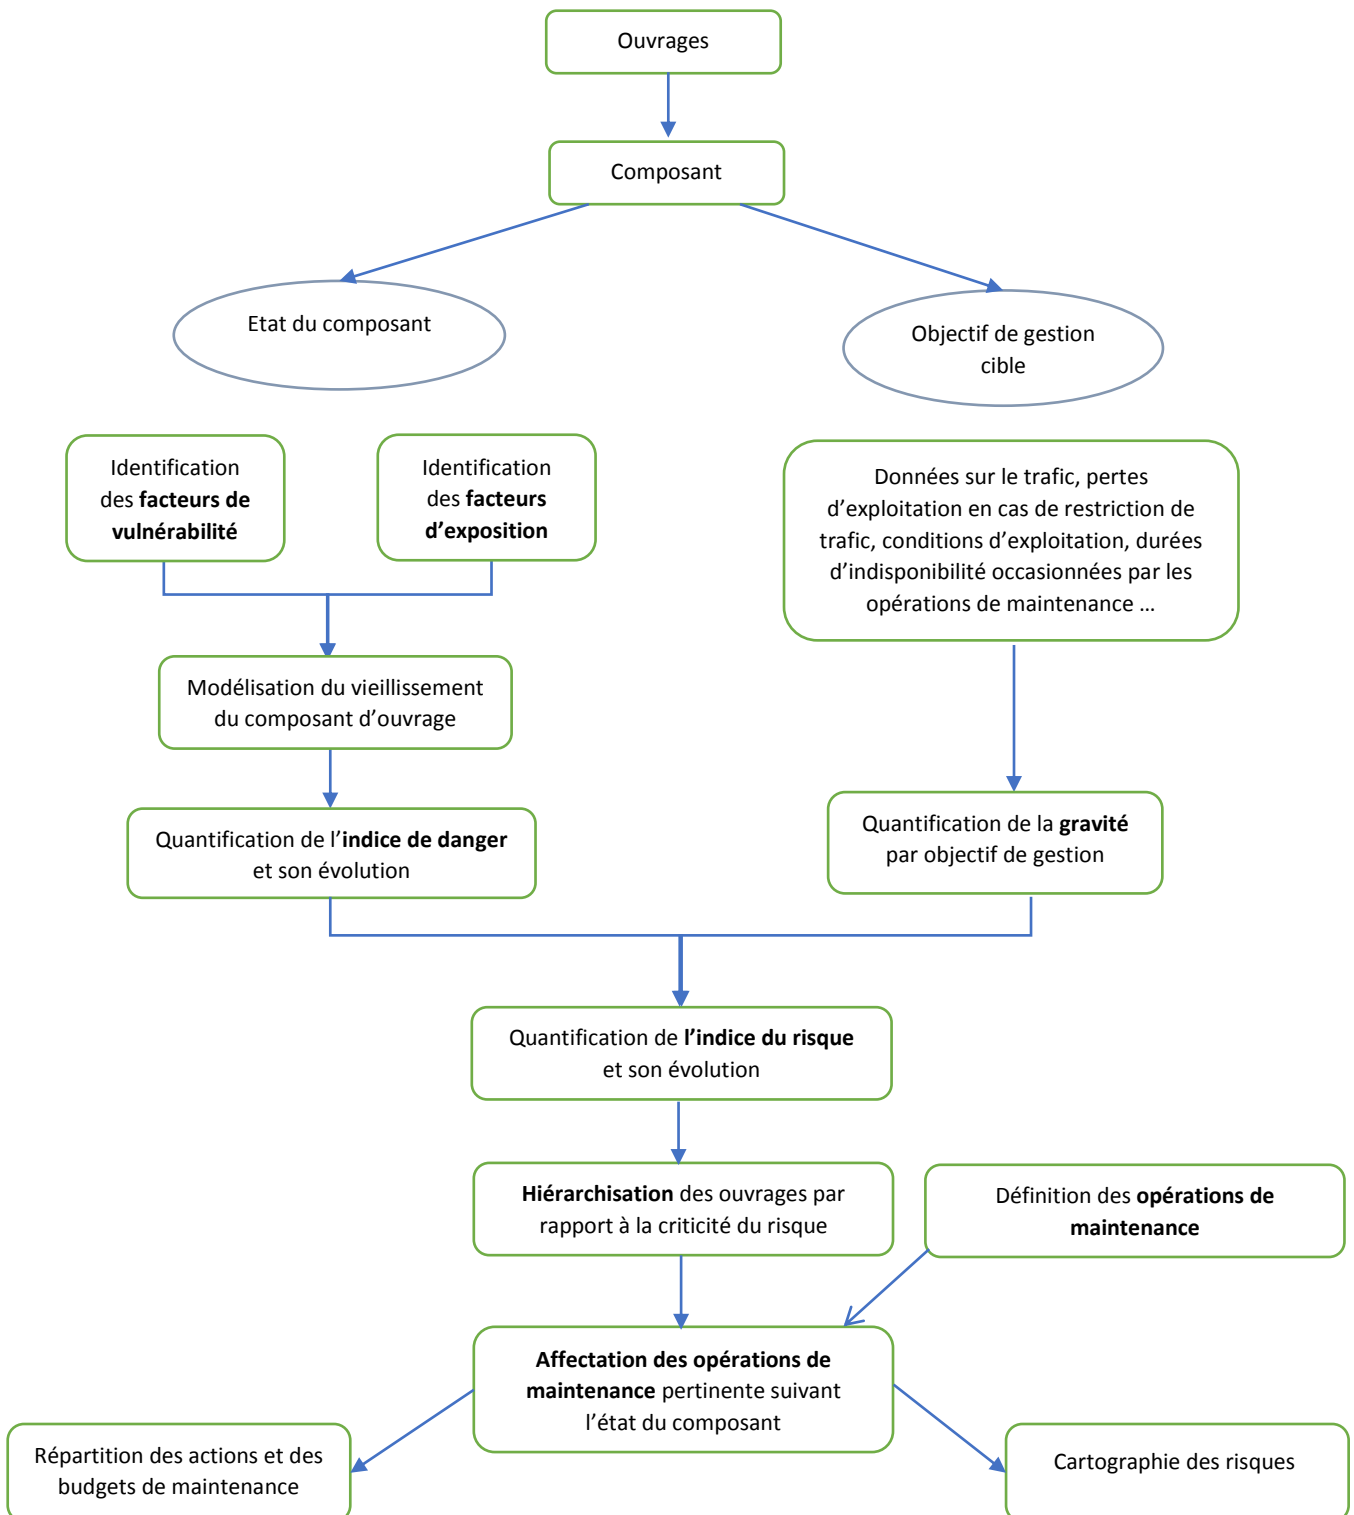 Ouvrages
Composant
Etat du composant
Objectif de gestion
cible
Identification
des facteurs de
vulnérabilité
Identification
des facteurs
d’exposition
Données sur le trafic, pertes
d’exploitation en cas de restriction de
trafic, conditions d’exploitation, durées
d’indisponibilité occasionnées par les
opérations de maintenance …
Modélisation du vieillissement
du composant d’ouvrage
Quantification de l’indice de danger
et son évolution
Quantification de la gravité
par objectif de gestion
Quantification de l’indice du risque
et son évolution
Hiérarchisation des ouvrages par
rapport à la criticité du risque
Définition des opérations de
maintenance
Affectation des opérations de
maintenance pertinente suivant
l’état du composant
Répartition des actions et des
budgets de maintenance
Cartographie des risques